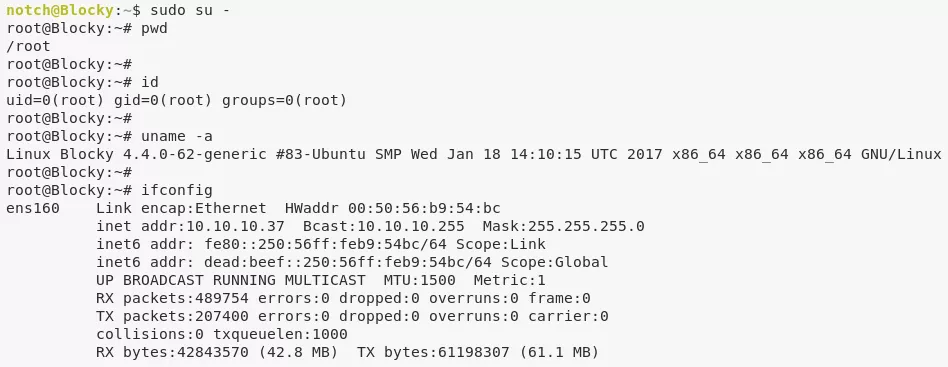 notch@Blocky:~$ sudo su -
root@Blocky:~# pwd
/root
root@Blocky:~#
root@Blocky:~# id
uid=0(root) gid=0(root) groups=0(root)
root@Blocky:~#
root@Blocky:~# uname -a
Linux Blocky 4.4.0-62-generic #83-Ubuntu SMP Wed Jan 18 14:10:15 UTC 2017 x86_64 x86_64 x86_64 GNU/Linux
root@Blocky:~#
root@Blocky:~# ifconfig
ens160    Link encap:Ethernet  HWaddr 00:50:56:b9:54:bc
          inet addr:10.10.10.37  Bcast:10.10.10.255  Mask:255.255.255.0
          inet6 addr: fe80::250:56ff:feb9:54bc/64 Scope:Link
          inet6 addr: dead:beef::250:56ff:feb9:54bc/64 Scope:Global
          UP BROADCAST RUNNING MULTICAST  MTU:1500  Metric:1
          RX packets:489754 errors:0 dropped:0 overruns:0 frame:0
          TX packets:207400 errors:0 dropped:0 overruns:0 carrier:0
          collisions:0 txqueuelen:1000
          RX bytes:42843570 (42.8 MB)  TX bytes:61198307 (61.1 MB)